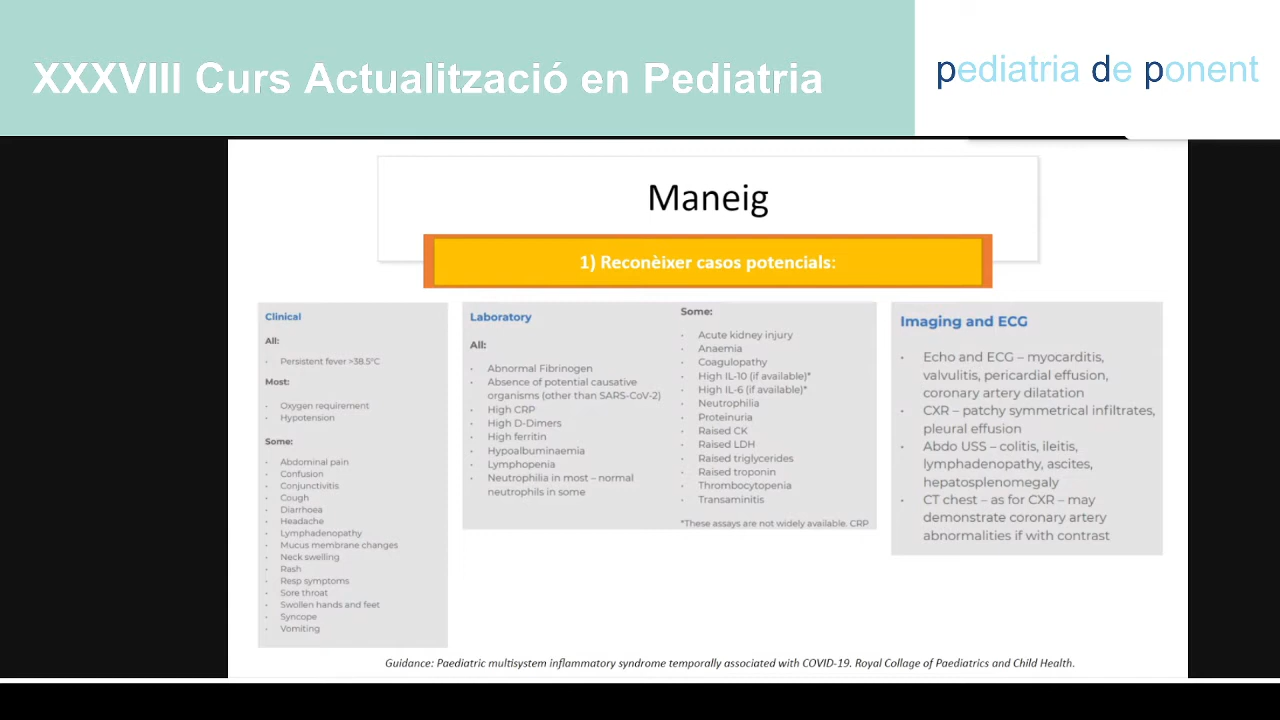 XXXVIII Curs Actualització en Pediatria
pediatria de ponent
Maneig
1) Reconèixer casos potencials:
Clinical
All:
· Persistent fever >38.5°C
Most:
· Oxygen requirement
· Hypotension
Some:
· Abdominal pain
· Confusion
· Conjunctivitis
· Cough
· Diarrhoea
· Headache
· Lymphadenopathy
· Mucus membrane changes
· Neck swelling
· Rash
· Resp symptoms
· Sore throat
· Swollen hands and feet
· Syncope
· Vomiting
Laboratory
All:
· Abnormal Fibrinogen
· Absence of potential causative
organisms (other than SARS-CoV-2)
· High CRP
· High D-Dimers
· High ferritin
· Hypoalbuminaemia
· Lymphopenia
· Neutrophilia in most – normal
neutrophils in some
Some:
· Acute kidney injury
· Anaemia
· Coagulopathy
· High IL-10 (if available)*
· High IL-6 (if available)*
· Neutrophilia
· Proteinuria
· Raised CK
· Raised LDH
· Raised triglycerides
· Raised troponin
· Thrombocytopenia
· Transaminitis
*These assays are not widely available. CRP
Imaging and ECG
· Echo and ECG – myocarditis,
valvulitis, pericardial effusion,
coronary artery dilatation
· CXR – patchy symmetrical infiltrates,
pleural effusion
· Abdo USS – colitis, ileitis,
lymphadenopathy, ascites,
hepatosplenomegaly
· CT chest – as for CXR – may
demonstrate coronary artery
abnormalities if with contrast
Guidance: Paediatric multisystem inflammatory syndrome temporally associated with COVID-19. Royal Collage of Paediatrics and Child Health.